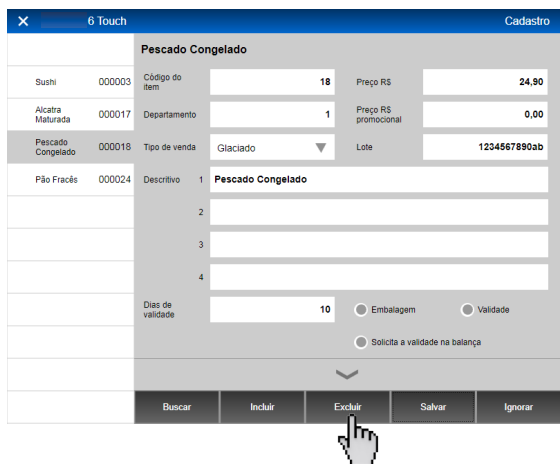 6 Touch
Cadastro
Pescado Congelado
Sushi 000003
Alcatra Maturada 000017
Pescado Congelado 000018
Pão Fracês 000024
Código do item 18 Preço R$ 24,90
Departamento 1 Preço R$ promocional 0,00
Tipo de venda Glaciado Lote 1234567890ab
Descritivo 1 Pescado Congelado
2
3
4
Dias de validade 10 Embalagem Validade
Solicita a validade na balança
Buscar Incluir Excluir Salvar Ignorar